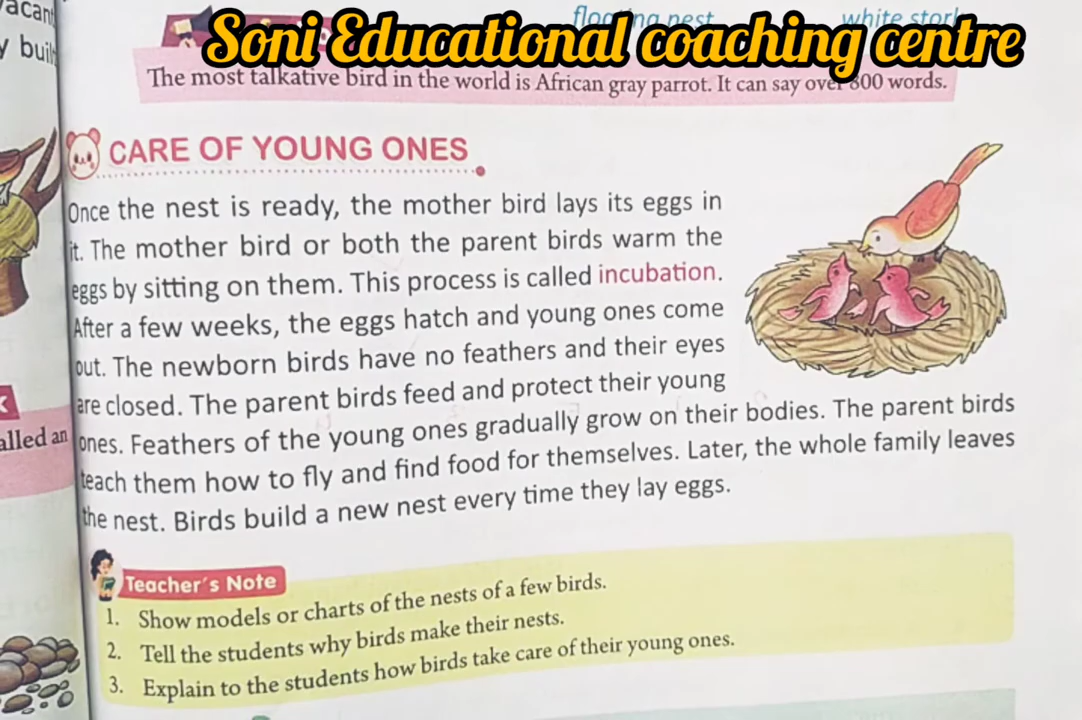 vacant
floating nest
white stork
y built
Soni Educational coaching centre
The most talkative bird in the world is African gray parrot. It can say over 800 words.
CARE OF YOUNG ONES
Once the nest is ready, the mother bird lays its eggs in
it. The mother bird or both the parent birds warm the
eggs by sitting on them. This process is called incubation.
After a few weeks, the eggs hatch and young ones come
out. The newborn birds have no feathers and their eyes
are closed. The parent birds feed and protect their young
ones. Feathers of the young ones gradually grow on their bodies. The parent birds
teach them how to fly and find food for themselves. Later, the whole family leaves
the nest. Birds build a new nest every time they lay eggs.
alled an
Teacher's Note
1. Show models or charts of the nests of a few birds.
2. Tell the students why birds make their nests.
3. Explain to the students how birds take care of their young ones.